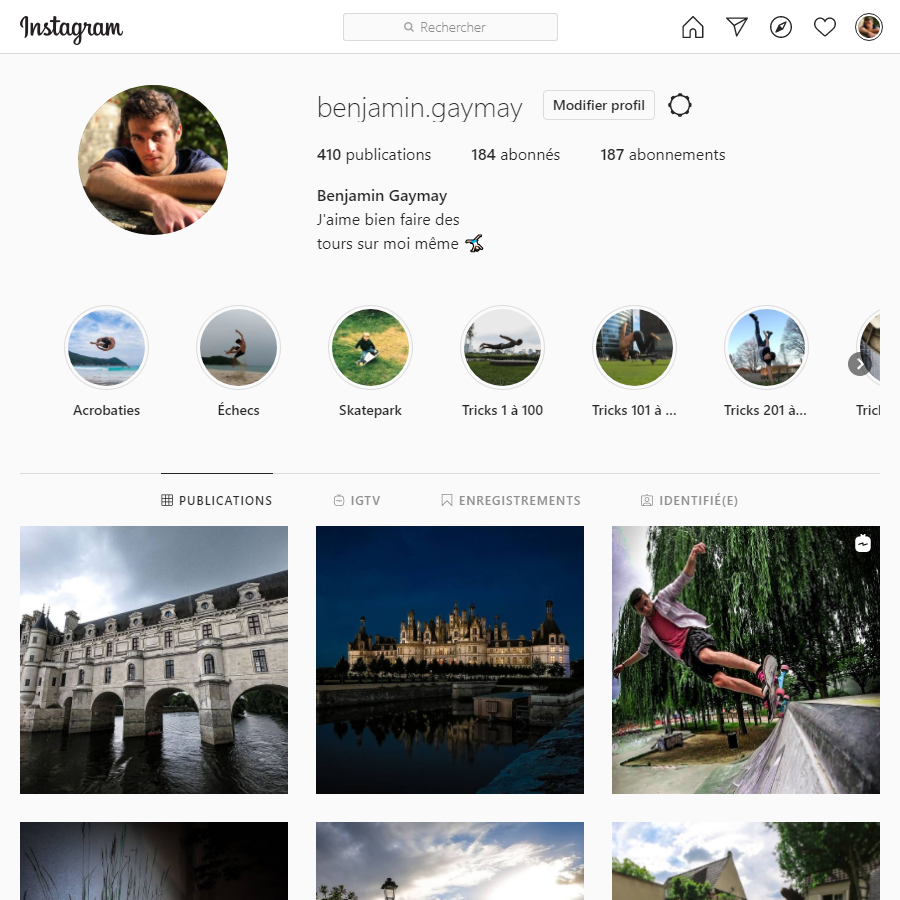 Instagram
Rechercher
benjamin.gaymay
Modifier profil
410 publications 184 abonnés 187 abonnements
Benjamin Gaymay
J'aime bien faire des
tours sur moi même
Acrobaties Échecs Skatepark Tricks 1 à 100 Tricks 101 à ... Tricks 201 à...
PUBLICATIONS IGTV ENREGISTREMENTS IDENTIFIÉ(E)